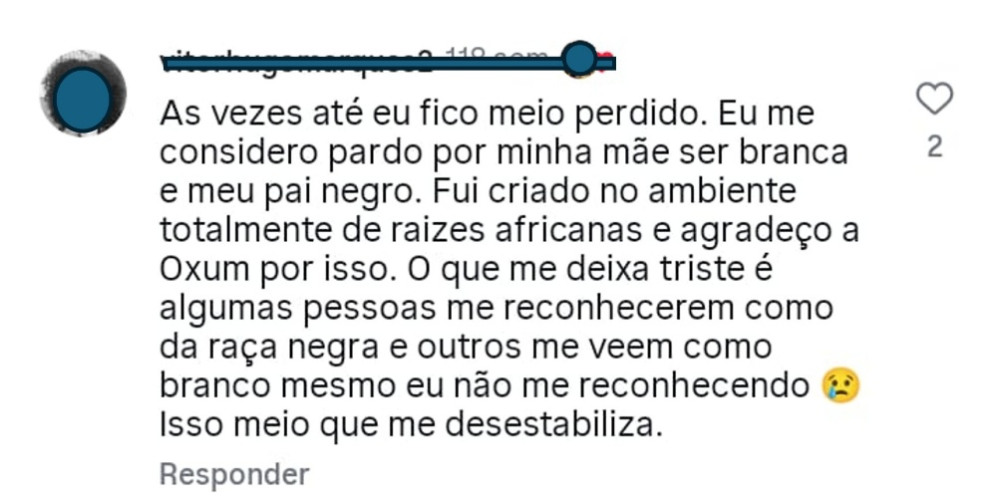 As vezes até eu fico meio perdido. Eu me
considero pardo por minha mãe ser branca
e meu pai negro. Fui criado no ambiente
totalmente de raizes africanas e agradeço a
Oxum por isso. O que me deixa triste é
algumas pessoas me reconhecerem como
da raça negra e outros me veem como
branco mesmo eu não me reconhecendo 😢
Isso meio que me desestabiliza.
2
Responder